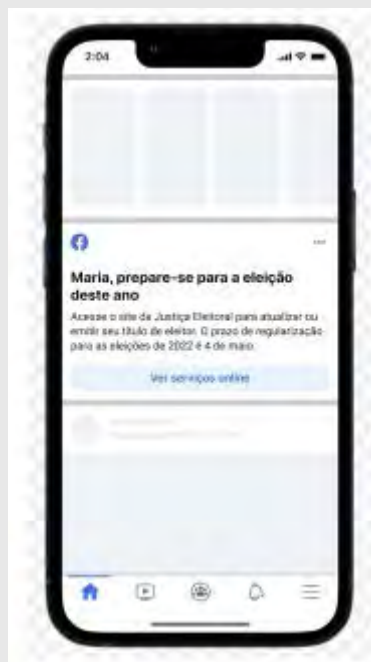 2:04
Maria, prepare-se para a eleição
deste ano
Acesse o site da Justiça Eleitoral para atualizar ou
emitir seu título de eleitor. O prazo de regularização
para as eleições de 2022 é 4 de maio.
Ver serviços online